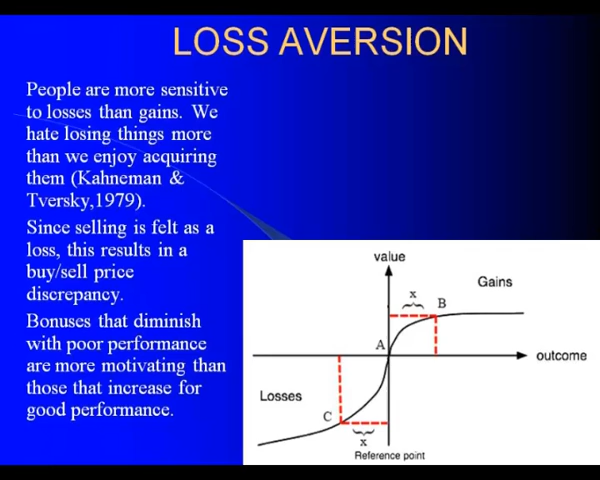 LOSS AVERSION
People are more sensitive
to losses than gains. We
hate losing things more
than we enjoy acquiring
them (Kahneman &
Tversky,1979).
Since selling is felt as a
loss, this results in a
buy/sell price
discrepancy.
Bonuses that diminish
with poor performance
are more motivating than
those that increase for
good performance.
value
Gains
x
B
A
outcome
Losses
C
x
Reference point